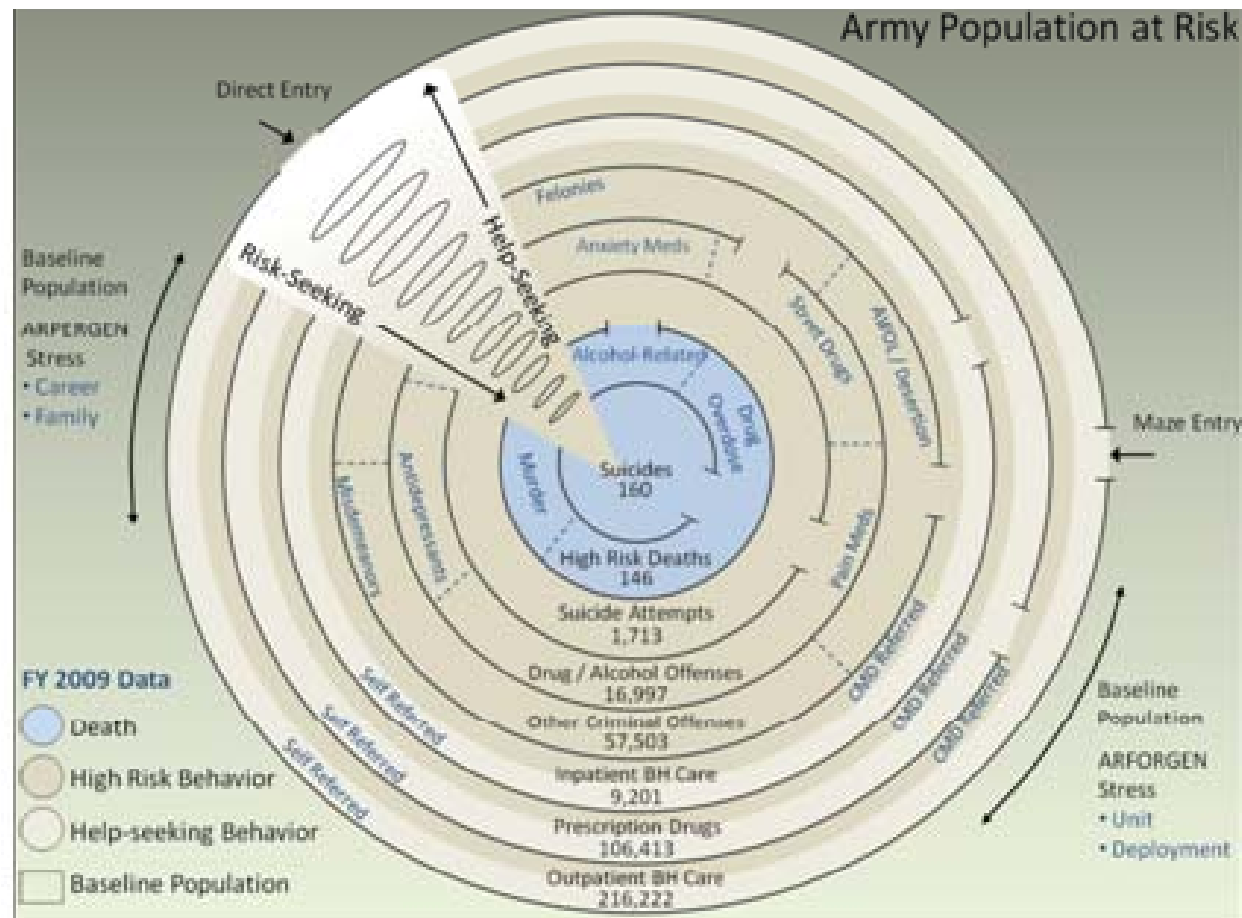 Army Population at Risk
Direct Entry
Felonies
Help-Seeking
Anxiety Meds
Baseline
Population
Risk-Seeking
ARPERGEN
Stress
• Career
• Family
Street Drugs
AWOL / Desertion
Alcohol-Related
Drug
Overdose
Maze Entry
Suicides
160
Murder
Antidepressants
Misdemeanors
High Risk Deaths
146
Pain Meds
Suicide Attempts
1,713
Drug / Alcohol Offenses
16,997
Other Criminal Offenses
57,503
Inpatient BH Care
9,201
Prescription Drugs
106,413
Outpatient BH Care
216,222
Self Referred
Self Referred
Self Referred
CMD Referred
CMD Referred
CMD Referred
FY 2009 Data
Death
High Risk Behavior
Help-seeking Behavior
Baseline Population
Baseline
Population
ARFORGEN
Stress
• Unit
• Deployment